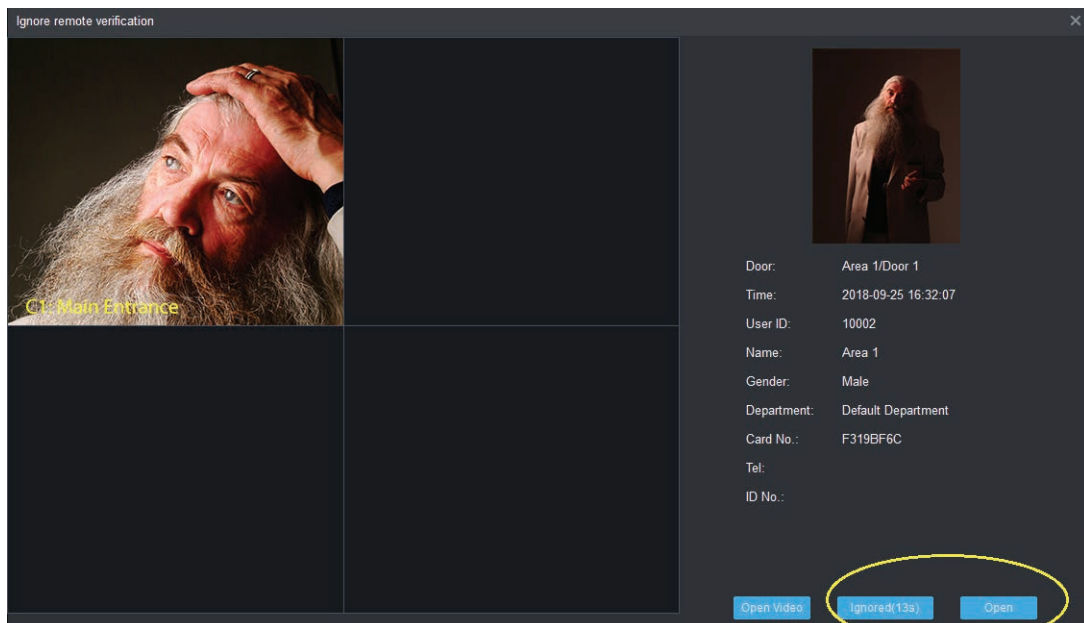 Ignore remote verification
C1: Main Entrance
Door: Area 1/Door 1
Time: 2018-09-25 16:32:07
User ID: 10002
Name: Area 1
Gender: Male
Department: Default Department
Card No.: F319BF6C
Tel:
ID No.:
Open Video Ignored(13s) Open